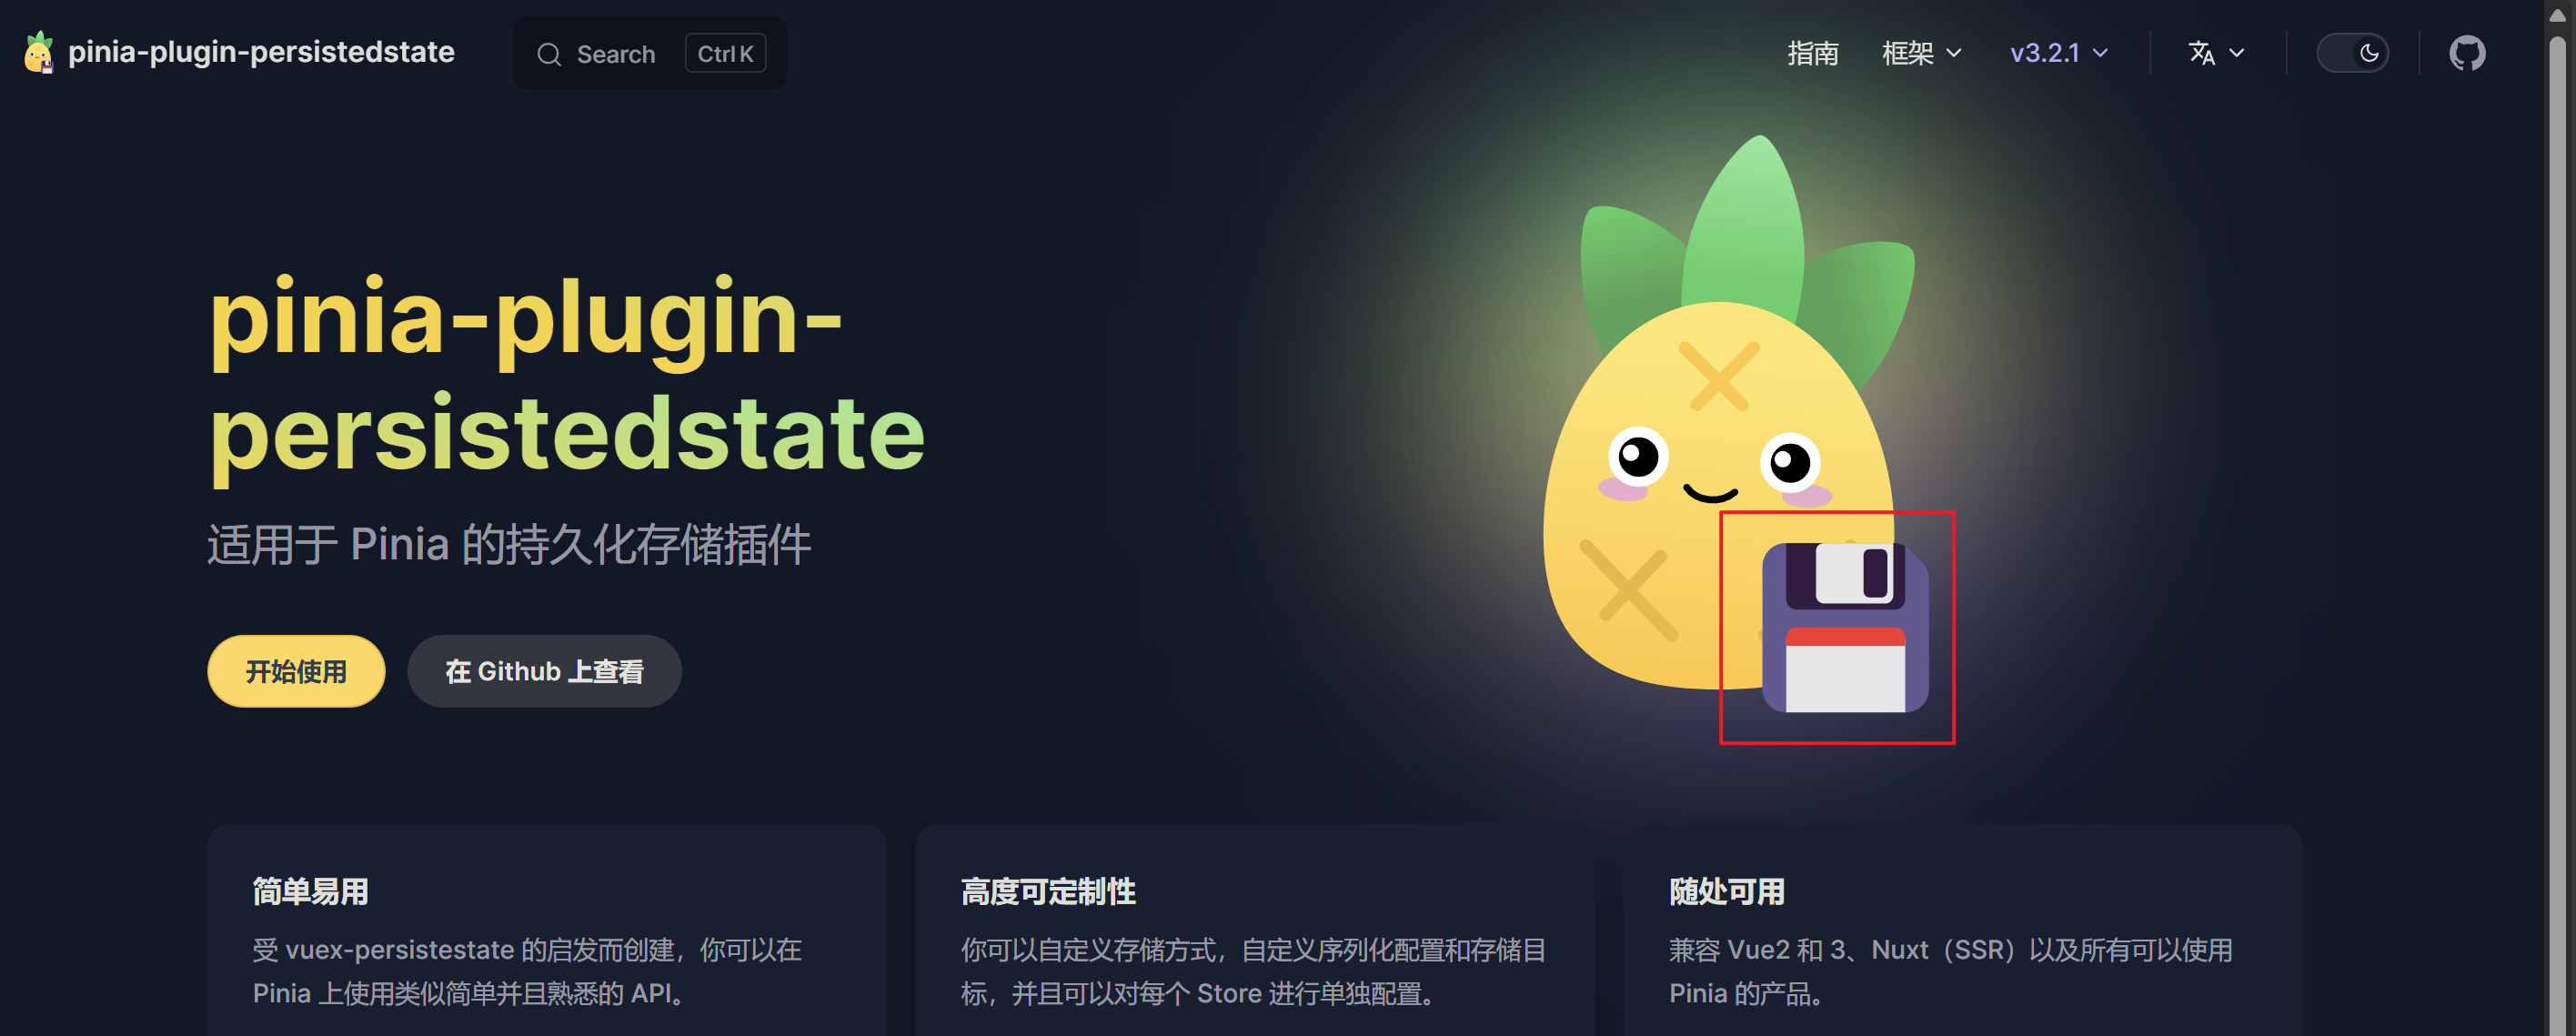 pinia-plugin-persistedstate
Search
Ctrl K
指南
框架
v3.2.1
pinia-plugin-
persistedstate
适用于 Pinia 的持久化存储插件
开始使用
在 Github 上查看
简单易用
受 vuex-persistestate 的启发而创建，你可以在
Pinia 上使用类似简单并且熟悉的 API。
高度可定制性
你可以自定义存储方式，自定义序列化配置和存储目
标，并且可以对每个 Store 进行单独配置。
随处可用
兼容 Vue2 和 3、Nuxt（SSR）以及所有可以使用
Pinia 的产品。